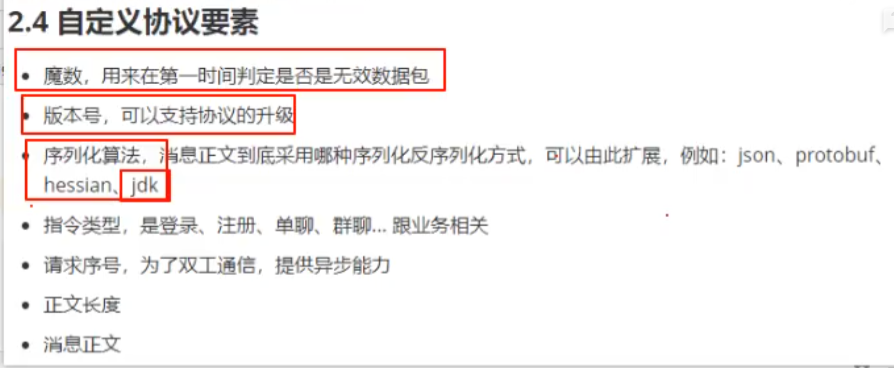 2.4 自定义协议要素
魔数，用来在第一时间判定是否是无效数据包
版本号，可以支持协议的升级
序列化算法，消息正文到底采用哪种序列化反序列化方式，可以由此扩展，例如：json、protobuf、
hessian、jdk
指令类型，是登录、注册、单聊、群聊... 跟业务相关
请求序号，为了双工通信，提供异步能力
正文长度
消息正文